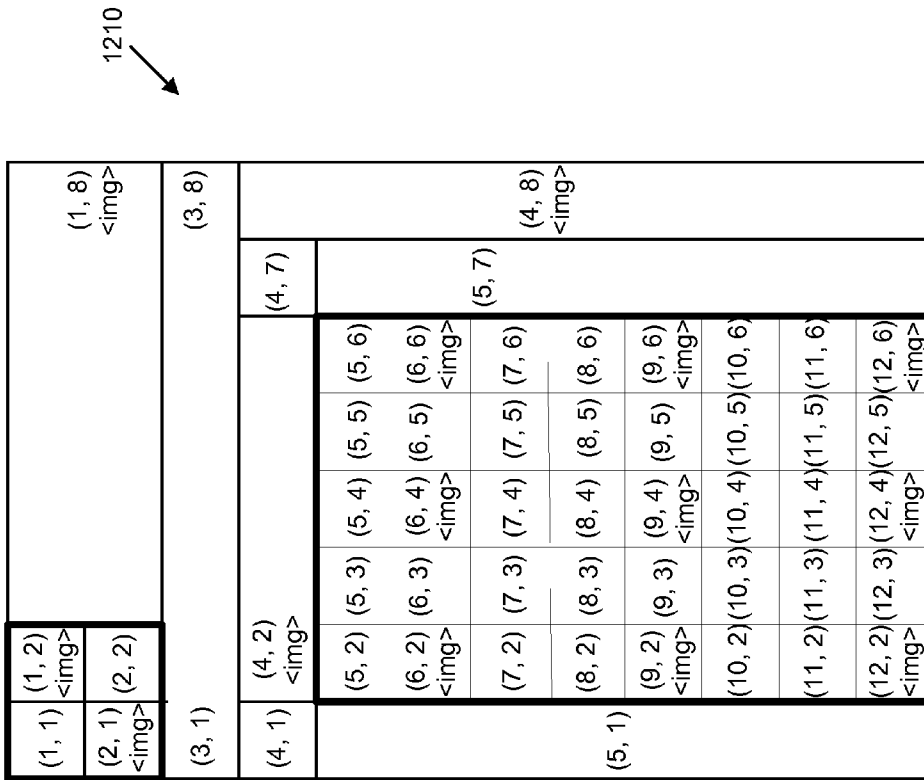 1210
(1, 1)
(1, 2)
<img>
(1, 8)
<img>
(2, 1)
<img>
(2, 2)
(3, 1)
(3, 8)
(4, 1)
(4, 2)
<img>
(4, 7)
(4, 8)
<img>
(5, 1)
(5, 7)
(5, 2) (5, 3) (5, 4) (5, 5) (5, 6)
(6, 2) (6, 3) (6, 4) (6, 5) (6, 6)
<img> <img> <img>
(7, 2) (7, 3) (7, 4) (7, 5) (7, 6)
(8, 2) (8, 3) (8, 4) (8, 5) (8, 6)
(9, 2) (9, 3) (9, 4) (9, 5) (9, 6)
<img> <img> <img>
(10, 2) (10, 3) (10, 4) (10, 5) (10, 6)
(11, 2) (11, 3) (11, 4) (11, 5) (11, 6)
(12, 2) (12, 3) (12, 4) (12, 5) (12, 6)
<img> <img> <img>